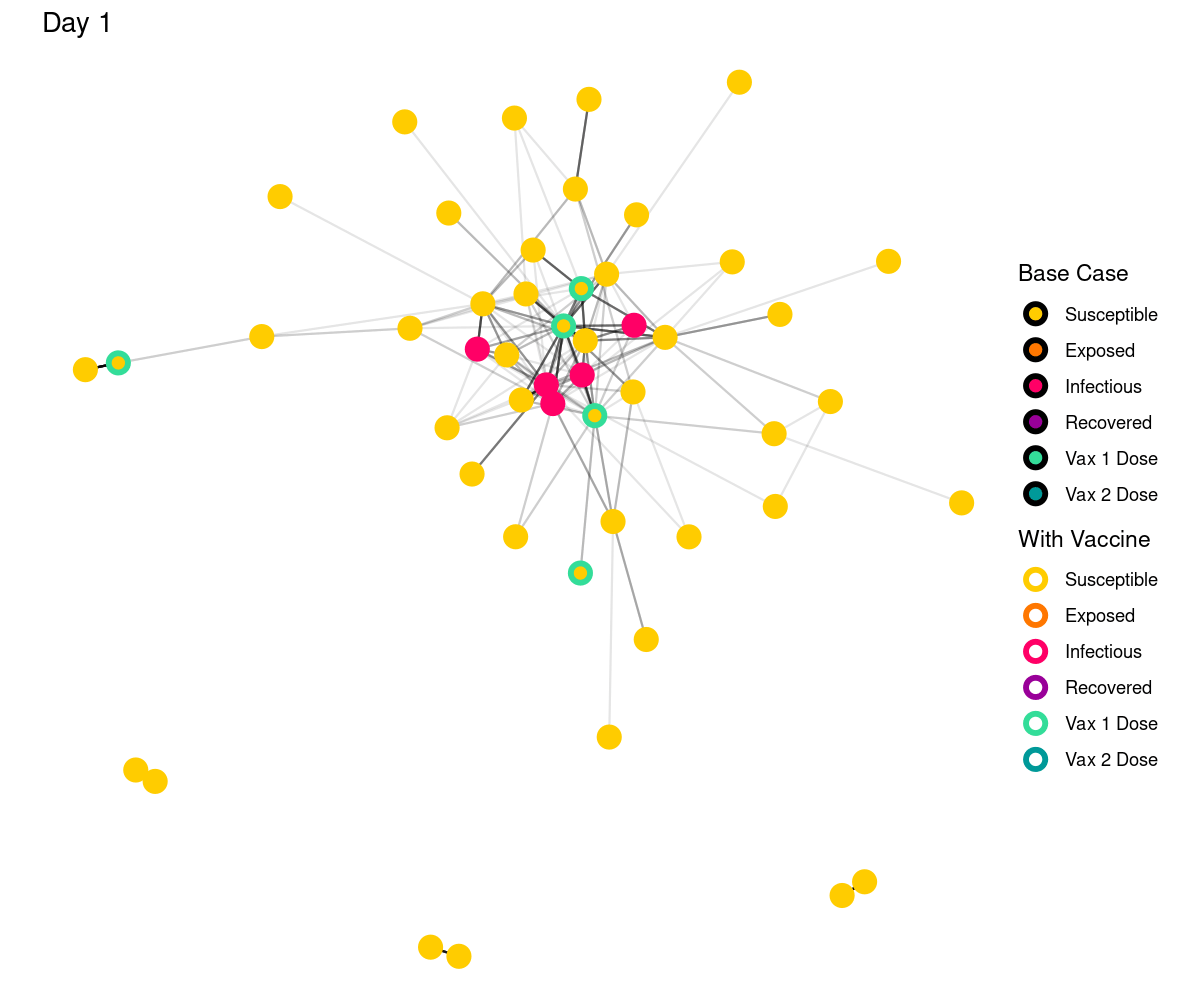 Day 1
Base Case
Susceptible
Exposed
Infectious
Recovered
Vax 1 Dose
Vax 2 Dose
With Vaccine
Susceptible
Exposed
Infectious
Recovered
Vax 1 Dose
Vax 2 Dose